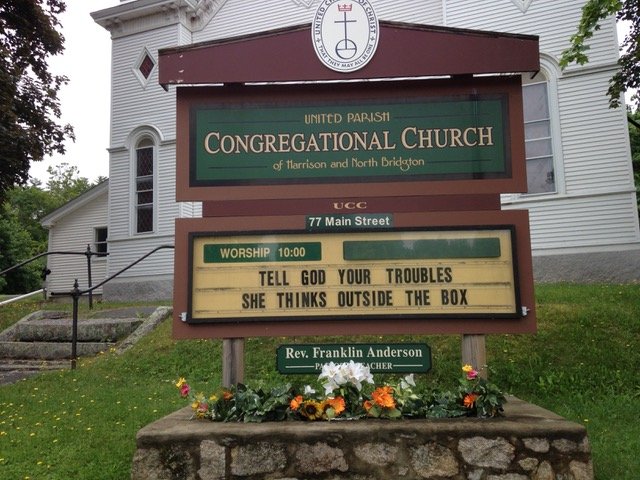 UNITED CHURCH OF CHRIST
THAT THEY MAY ALL BE ONE
UNITED PARISH
CONGREGATIONAL CHURCH
of Harrison and North Bridgton
UCC
77 Main Street
WORSHIP 10:00
TELL GOD YOUR TROUBLES
SHE THINKS OUTSIDE THE BOX
Rev. Franklin Anderson
PASTOR TEACHER